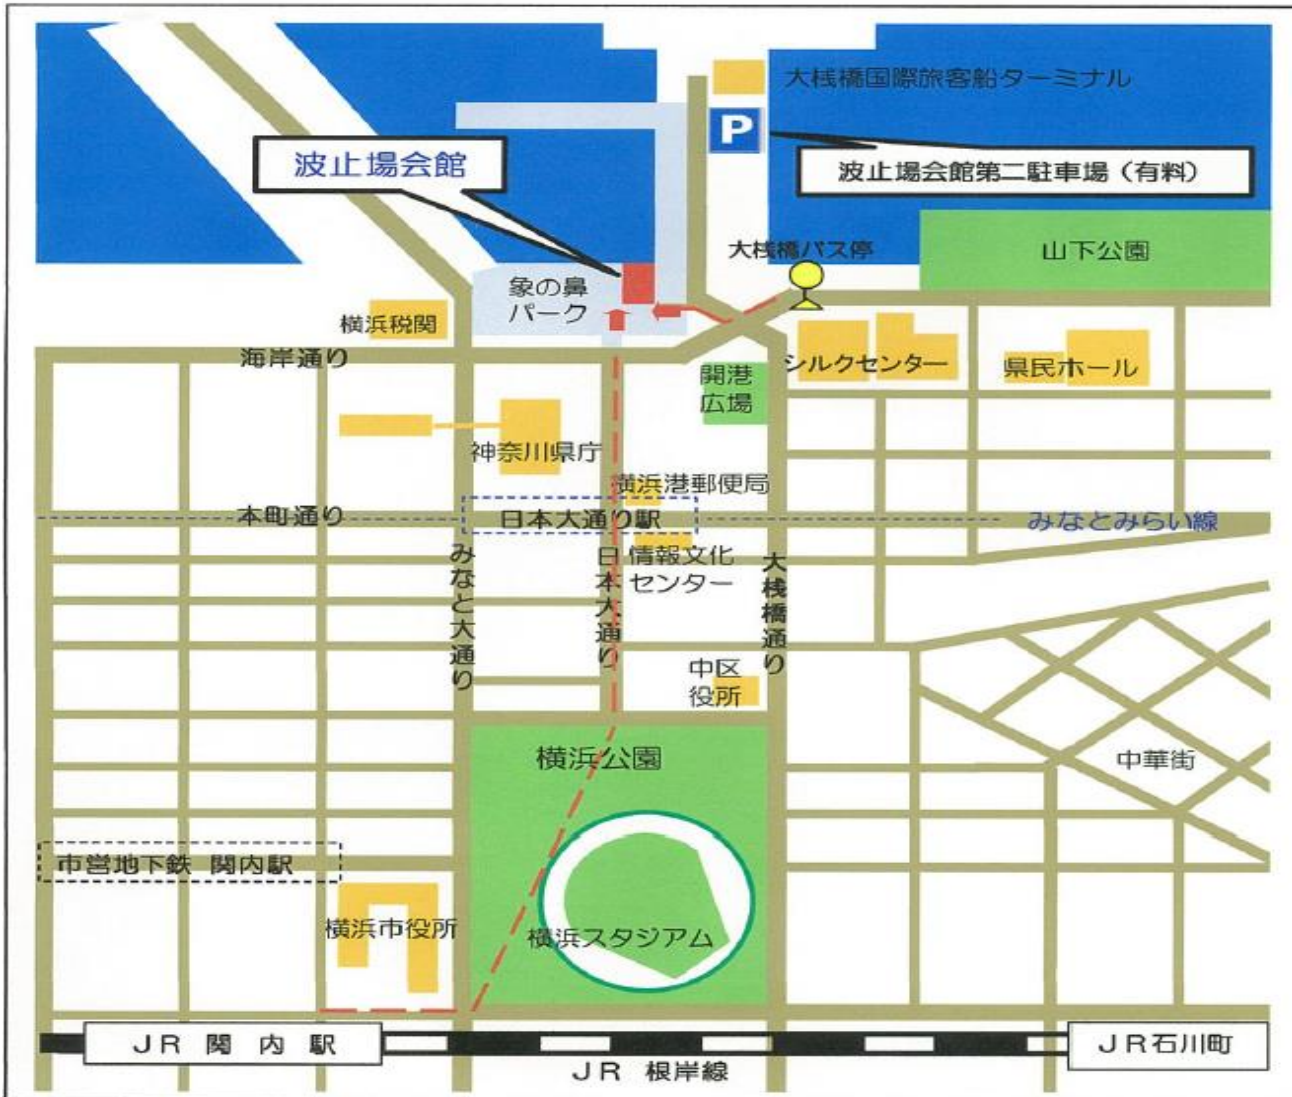 大桟橋国際旅客船ターミナル
P
波止場会館
波止場会館第二駐車場（有料）
大桟橋バス停
山下公園
象の鼻
パーク
横浜税関
海岸通り
シルクセンター
県民ホール
開港
広場
神奈川県庁
横浜港郵便局
本町通り
日本大通り駅
みなとみらい線
みなと大通り
日本大通り
情報文化
センター
大桟橋通り
中区
役所
横浜公園
中華街
市営地下鉄 関内駅
横浜市役所
横浜スタジアム
ＪＲ 関 内 駅
ＪＲ石川町
ＪＲ 根岸線